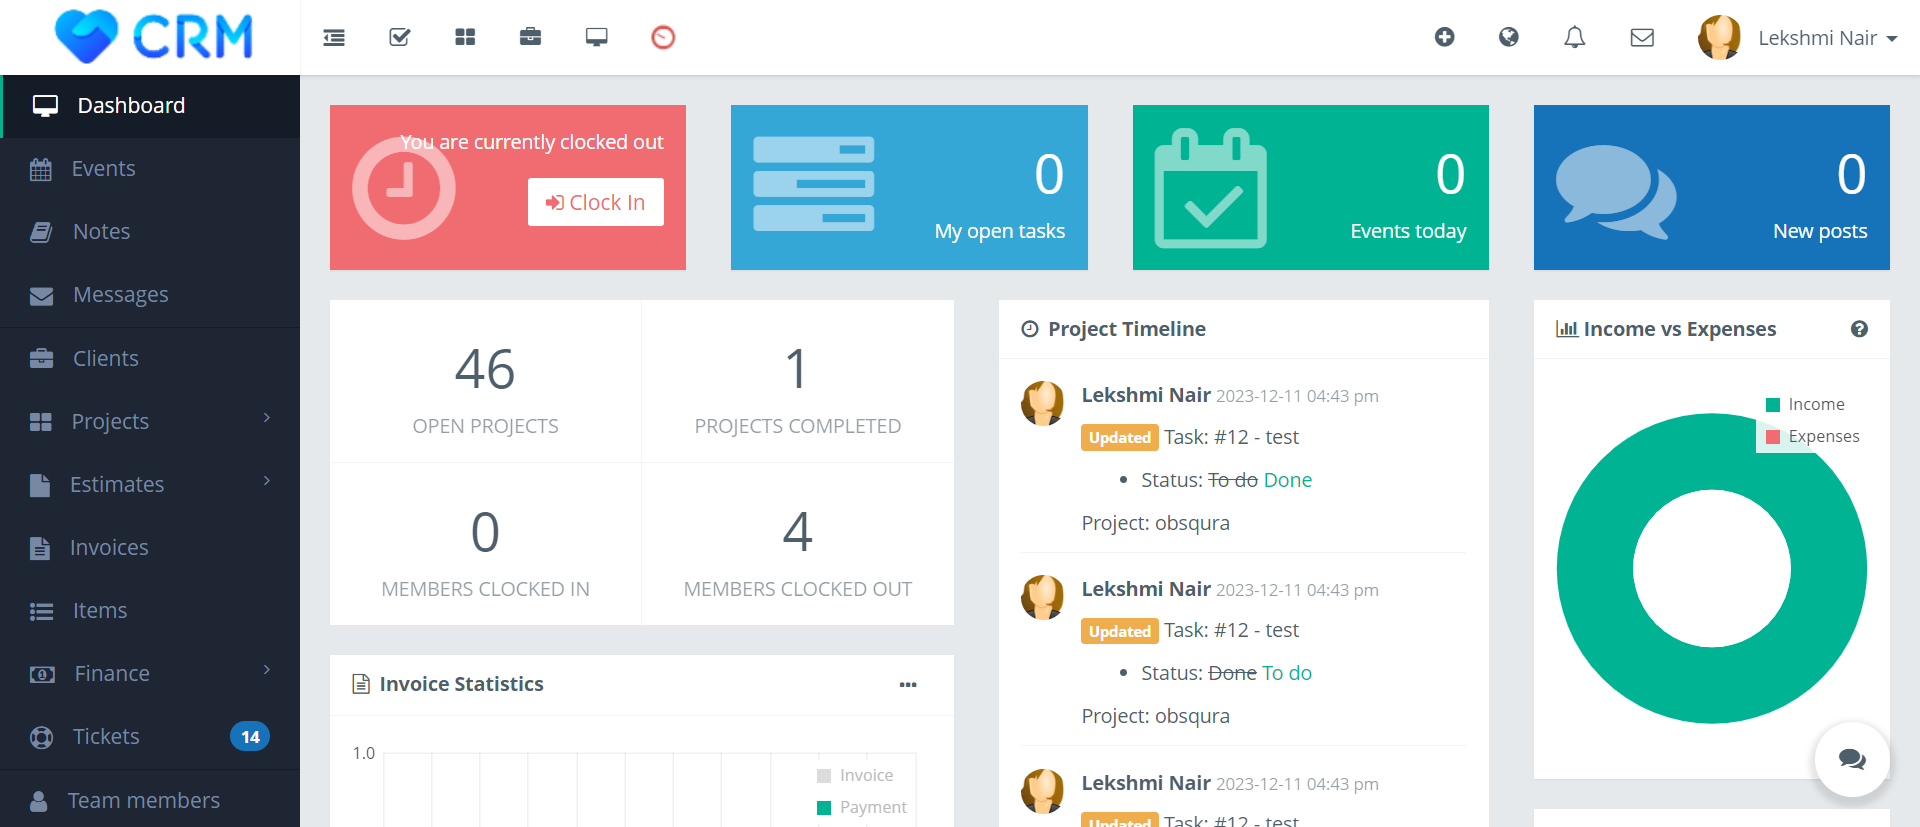 CRM
Lekshmi Nair
Dashboard
Events
Notes
Messages
Clients
Projects
Estimates
Invoices
Items
Finance
Tickets 14
Team members
You are currently clocked out
Clock In
0
My open tasks
0
Events today
0
New posts
46
OPEN PROJECTS
1
PROJECTS COMPLETED
0
MEMBERS CLOCKED IN
4
MEMBERS CLOCKED OUT
Invoice Statistics
1.0
Invoice
Payment
Project Timeline
Lekshmi Nair 2023-12-11 04:43 pm
Updated Task: #12 - test
• Status: To do Done
Project: obsqura
Lekshmi Nair 2023-12-11 04:43 pm
Updated Task: #12 - test
• Status: Done To do
Project: obsqura
Lekshmi Nair 2023-12-11 04:43 pm
Updated Task: #12 - test
Income vs Expenses
Income
Expenses